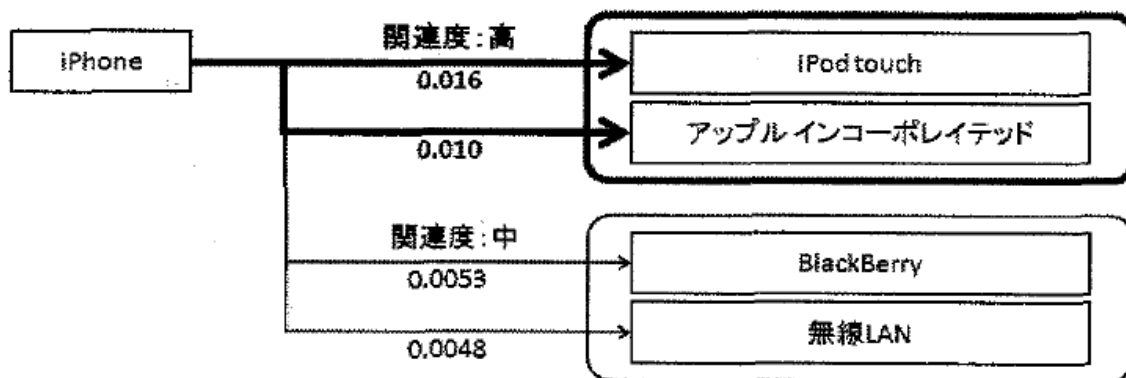 iPhone
関連度：高
0.016
iPod touch
0.010
アップル インコーポレイテッド
関連度：中
0.0053
BlackBerry
0.0048
無線LAN